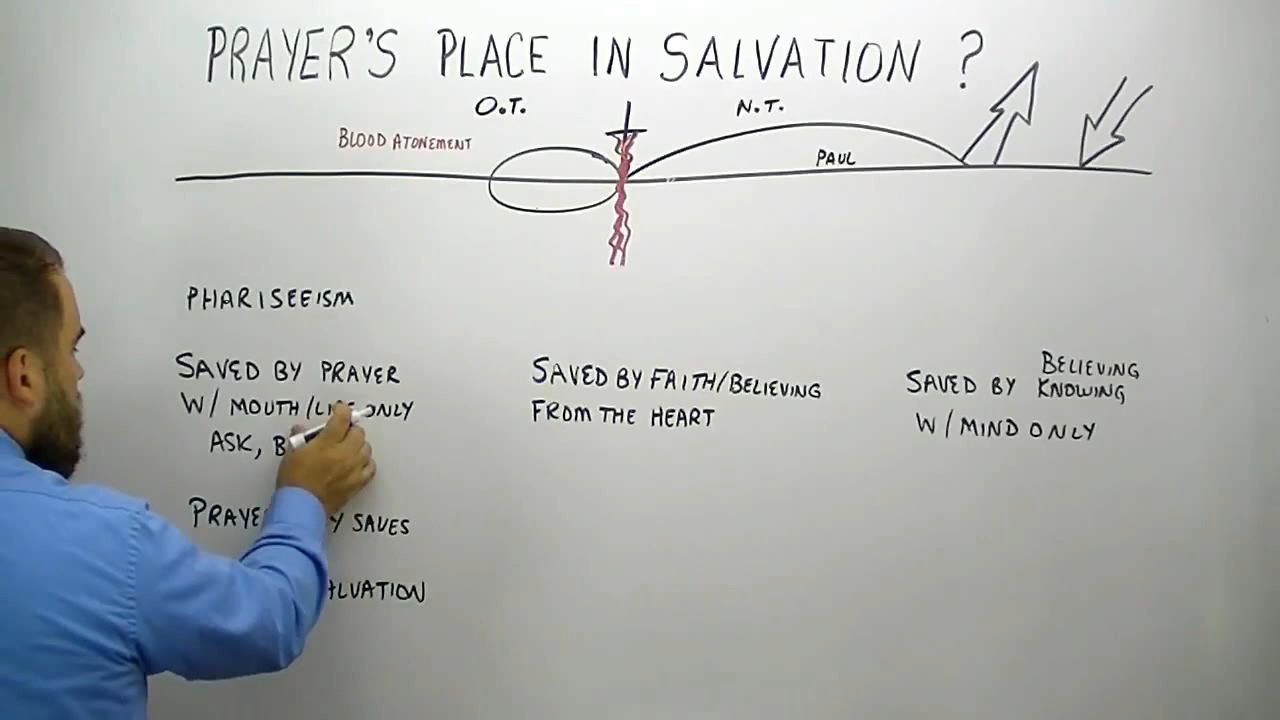 PRAYER'S PLACE IN SALVATION ?
O.T.
N.T.
BLOOD ATONEMENT
PAUL
PHARISEEISM
SAVED BY PRAYER
W/ MOUTH/ ONLY
ASK,
SAVES
SAVED BY FAITH/BELIEVING
FROM THE HEART
BELIEVING
SAVED BY KNOWING
W/ MIND ONLY